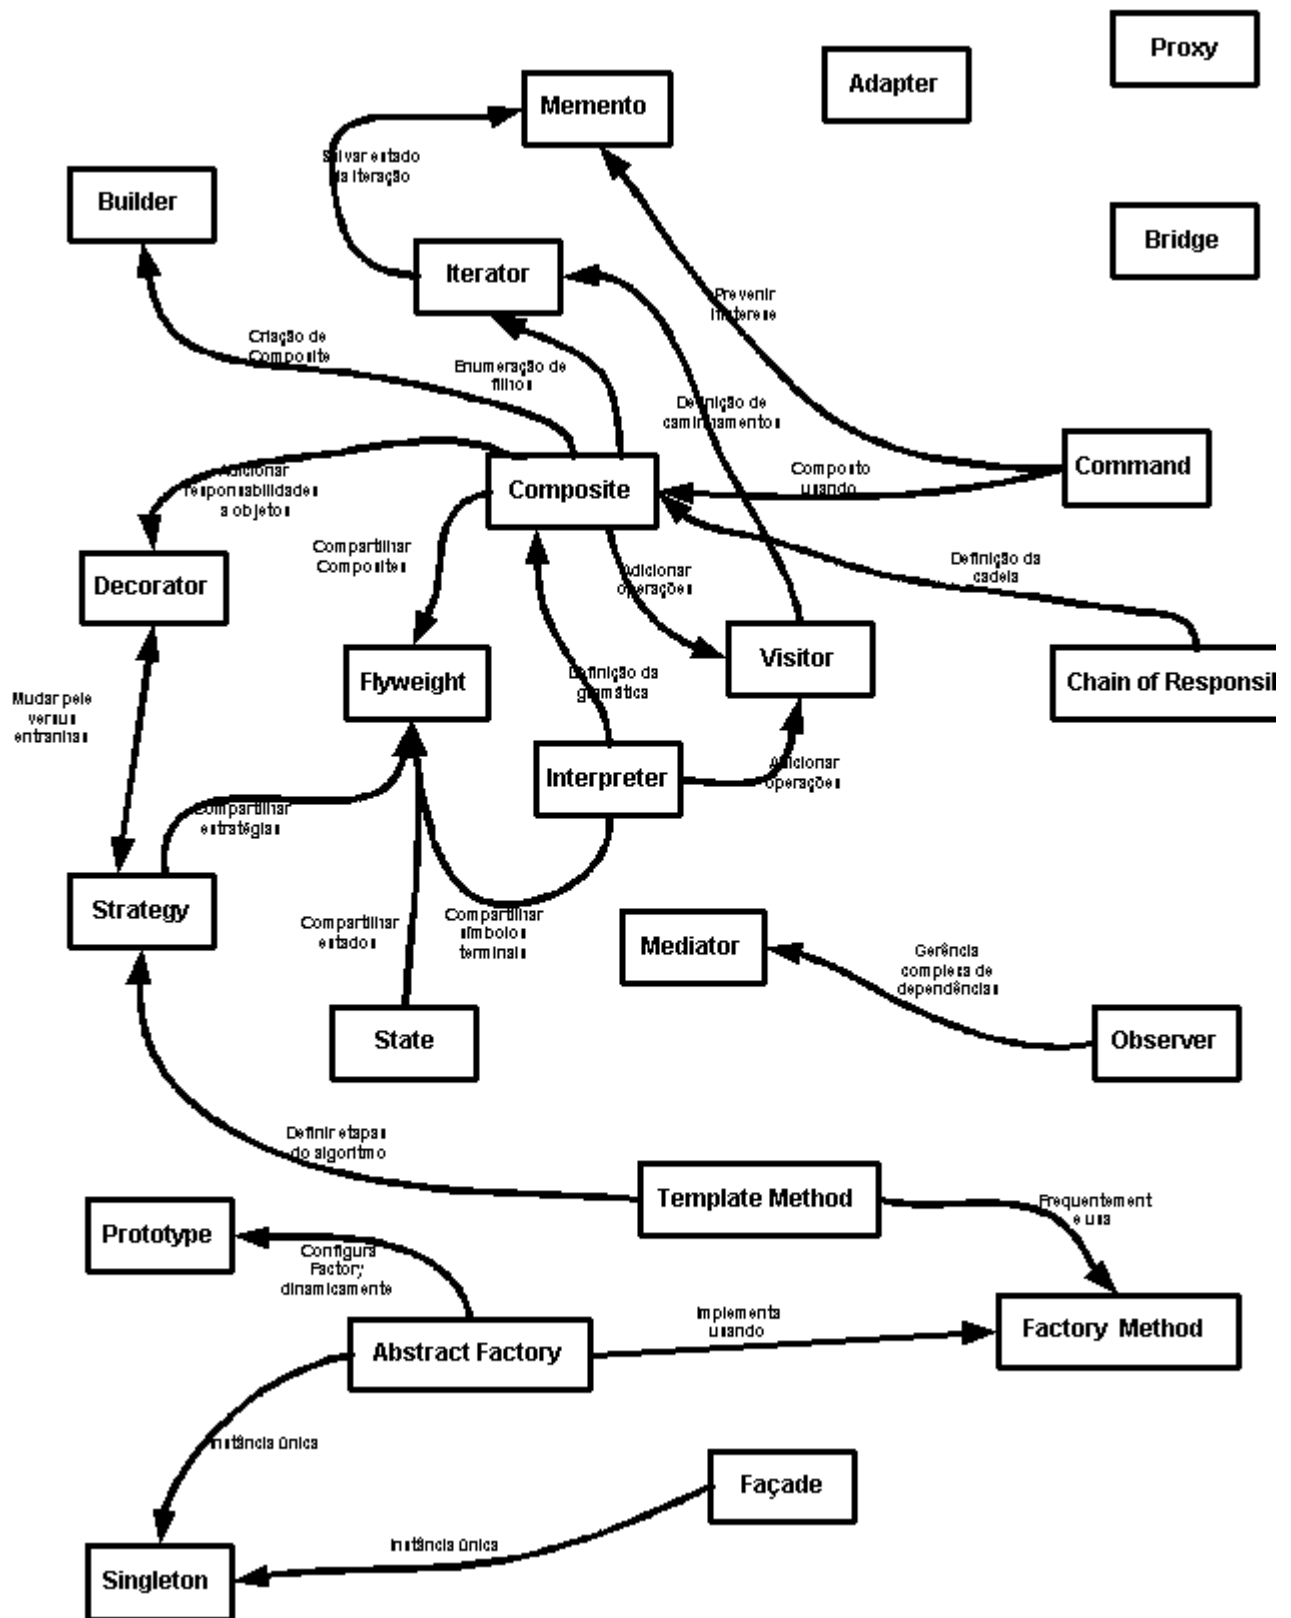 Proxy
Adapter
Memento
Salvar estado
da iteração
Builder
Bridge
Iterator
Prevenir
histerese
Criação de
Composite
Enumeração de
filhos
Definição de
caminhamentos
Command
Composto
usando
Composite
Adicionar
responsabilidades
a objetos
Compartilhar
Composites
Adicionar
operações
Definição da
cadeia
Decorator
Visitor
Flyweight
Definição da
gramática
Chain of Responsil
Mudar pele
versus
entranhas
Interpreter
Adicionar
operações
Compartilhar
estratégias
Strategy
Compartilhar
estados
Compartilhar
símbolos
terminais
Mediator
Gerência
complexa de
dependências
State
Observer
Definir etapas
do algoritmo
Template Method
Frequentement
e usa
Prototype
Configura
Factory
dinamicamente
Implementa
usando
Factory Method
Abstract Factory
Instância única
Façade
Instância única
Singleton